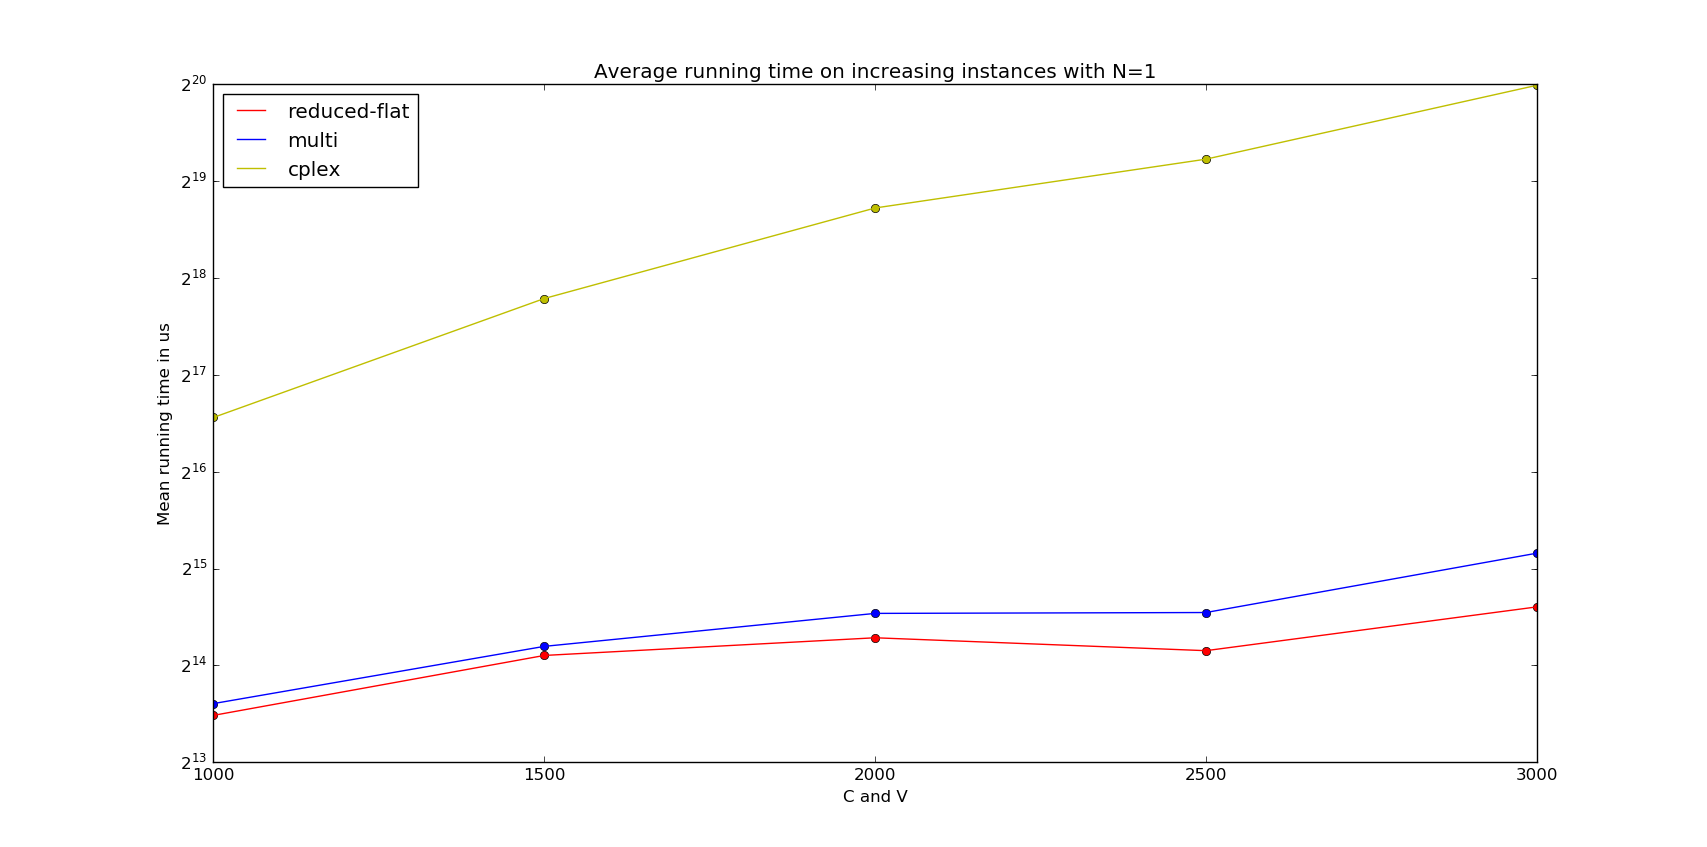 Average running time on increasing instances with N=1
reduced-flat
multi
cplex
Mean running time in us
2^20
2^19
2^18
2^17
2^16
2^15
2^14
2^13
1000 1500 2000 2500 3000
C and V